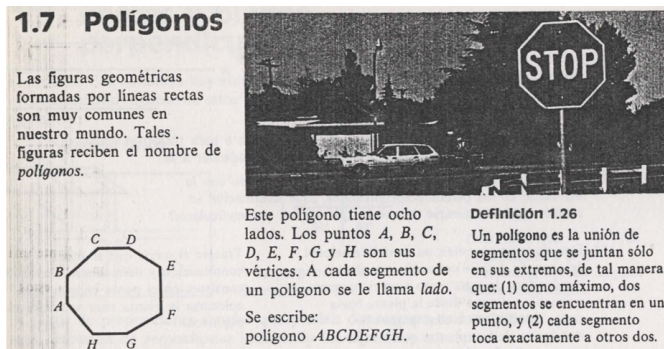 1.7 Polígonos
Las figuras geométricas
formadas por líneas rectas
son muy comunes en
nuestro mundo. Tales .
figuras reciben el nombre de
polígonos.
STOP
C D
B E
A F
H G
Este polígono tiene ocho
lados. Los puntos A, B, C,
D, E, F, G y H son sus
vértices. A cada segmento de
un polígono se le llama lado.
Se escribe:
polígono ABCDEFGH.
Definición 1.26
Un polígono es la unión de
segmentos que se juntan sólo
en sus extremos, de tal manera
que: (1) como máximo, dos
segmentos se encuentran en un
punto, y (2) cada segmento
toca exactamente a otros dos.